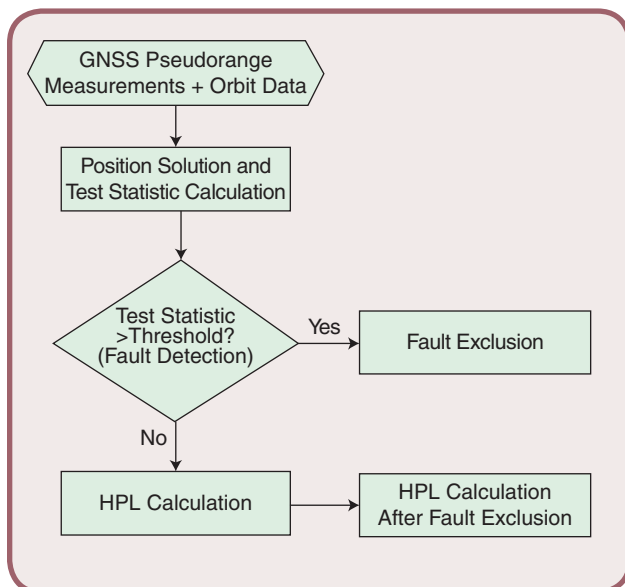 GNSS Pseudorange
Measurements + Orbit Data
Position Solution and
Test Statistic Calculation
Test Statistic
>Threshold?
(Fault Detection)
Yes
Fault Exclusion
No
HPL Calculation
HPL Calculation
After Fault Exclusion